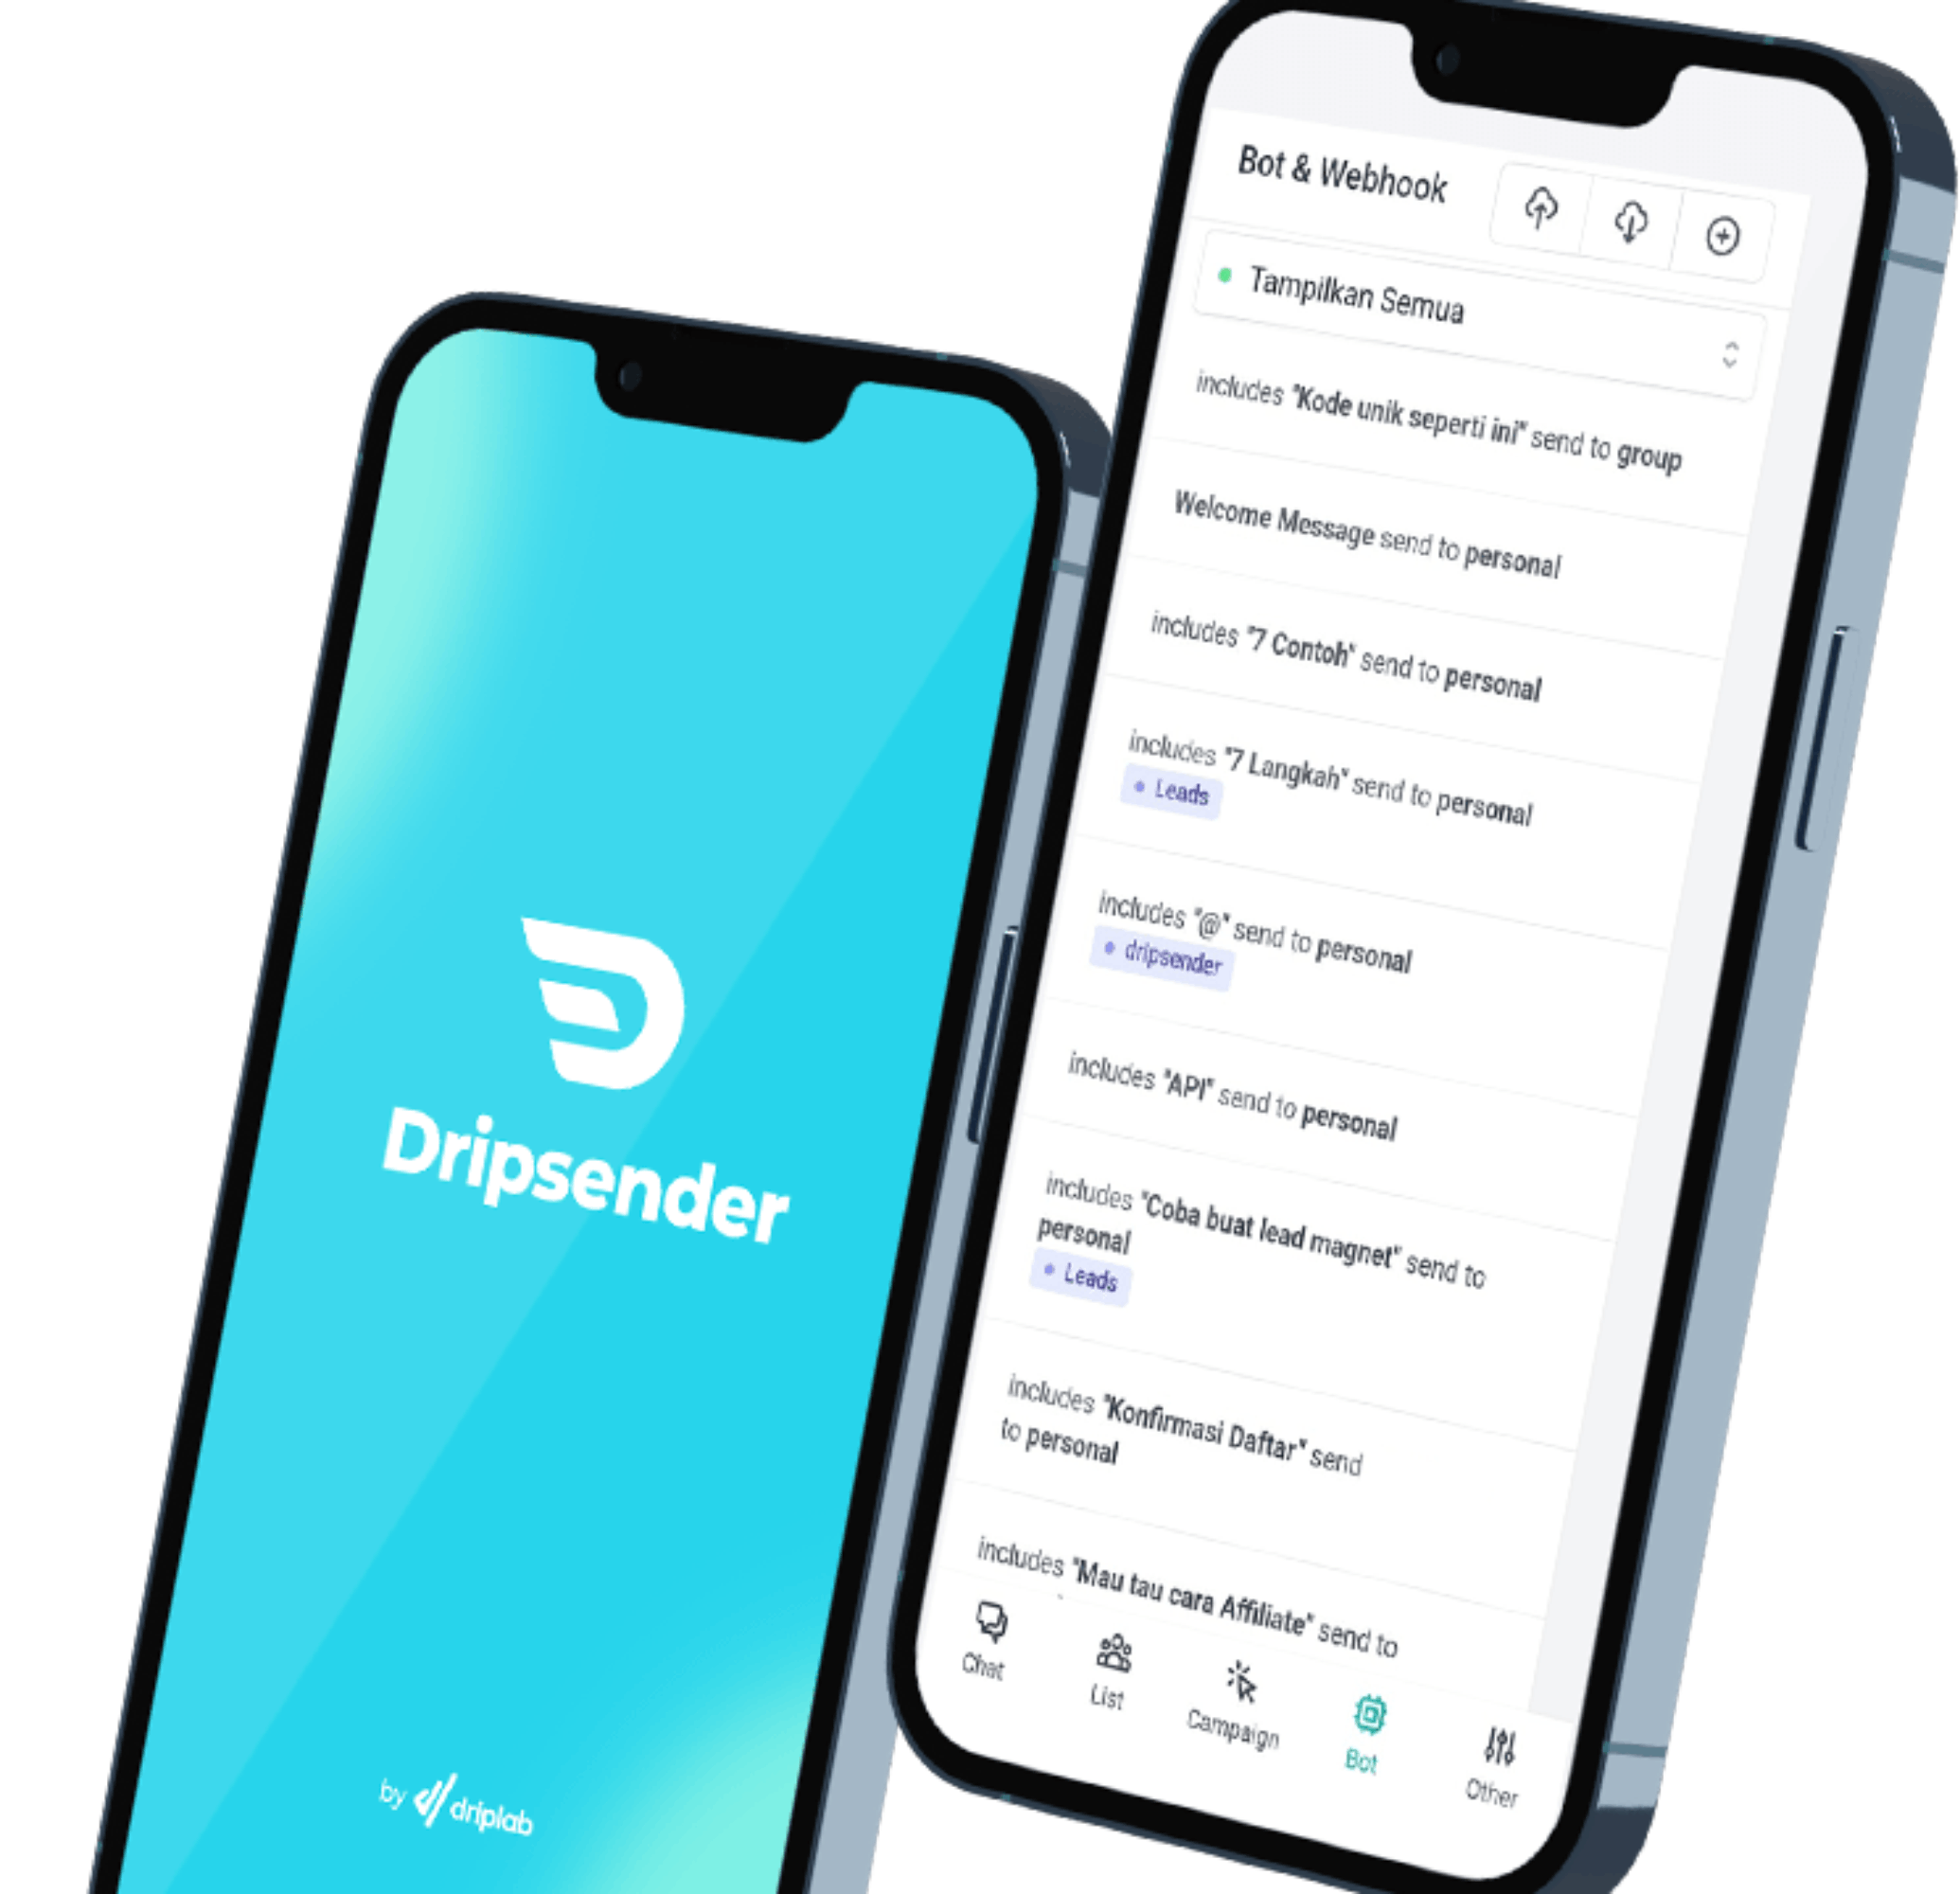 Dripsender
by driplab
Bot & Webhook
Tampilkan Semua
includes "Kode unik seperti ini" send to group
Welcome Message send to personal
includes "7 Contoh" send to personal
includes "7 Langkah" send to personal
Leads
includes "@" send to personal
dripsender
includes "API" send to personal
includes "Coba buat lead magnet" send to
personal
Leads
includes "Konfirmasi Daftar" send
to personal
includes "Mau tau cara Affiliate" send to
Chat
List
Campaign
Bot
Other